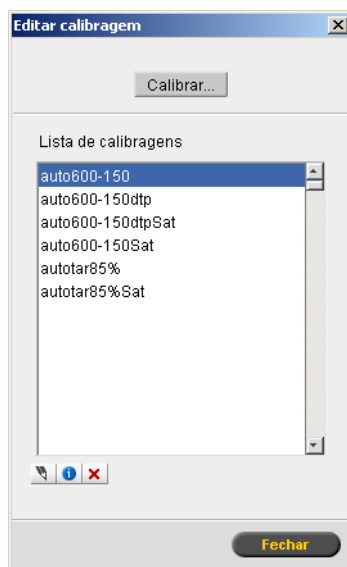 Editar calibragem
Calibrar...
Lista de calibragens
auto600-150
auto600-150dtp
auto600-150dtpSat
auto600-150Sat
autotar85%
autotar85%Sat
Fechar